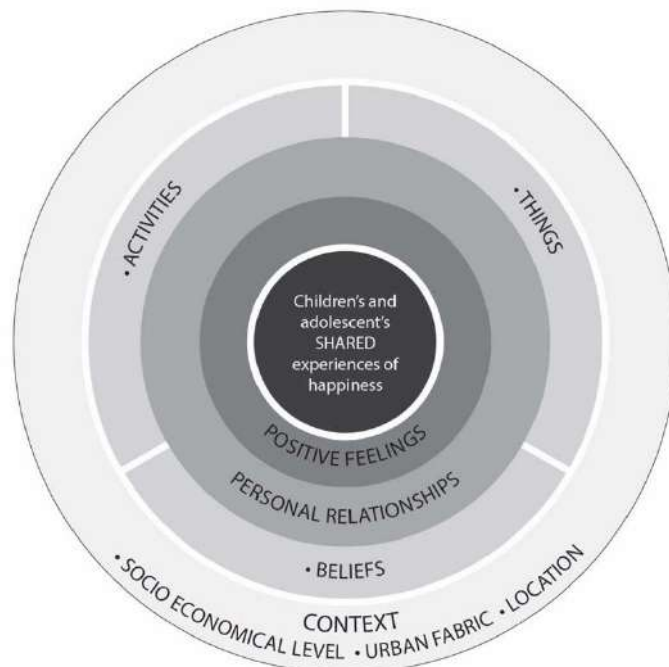 • ACTIVITIES
• THINGS
Children's and
adolescent's
SHARED
experiences of
happiness
POSITIVE FEELINGS
PERSONAL RELATIONSHIPS
• BELIEFS
CONTEXT
• SOCIO ECONOMICAL LEVEL • URBAN FABRIC • LOCATION